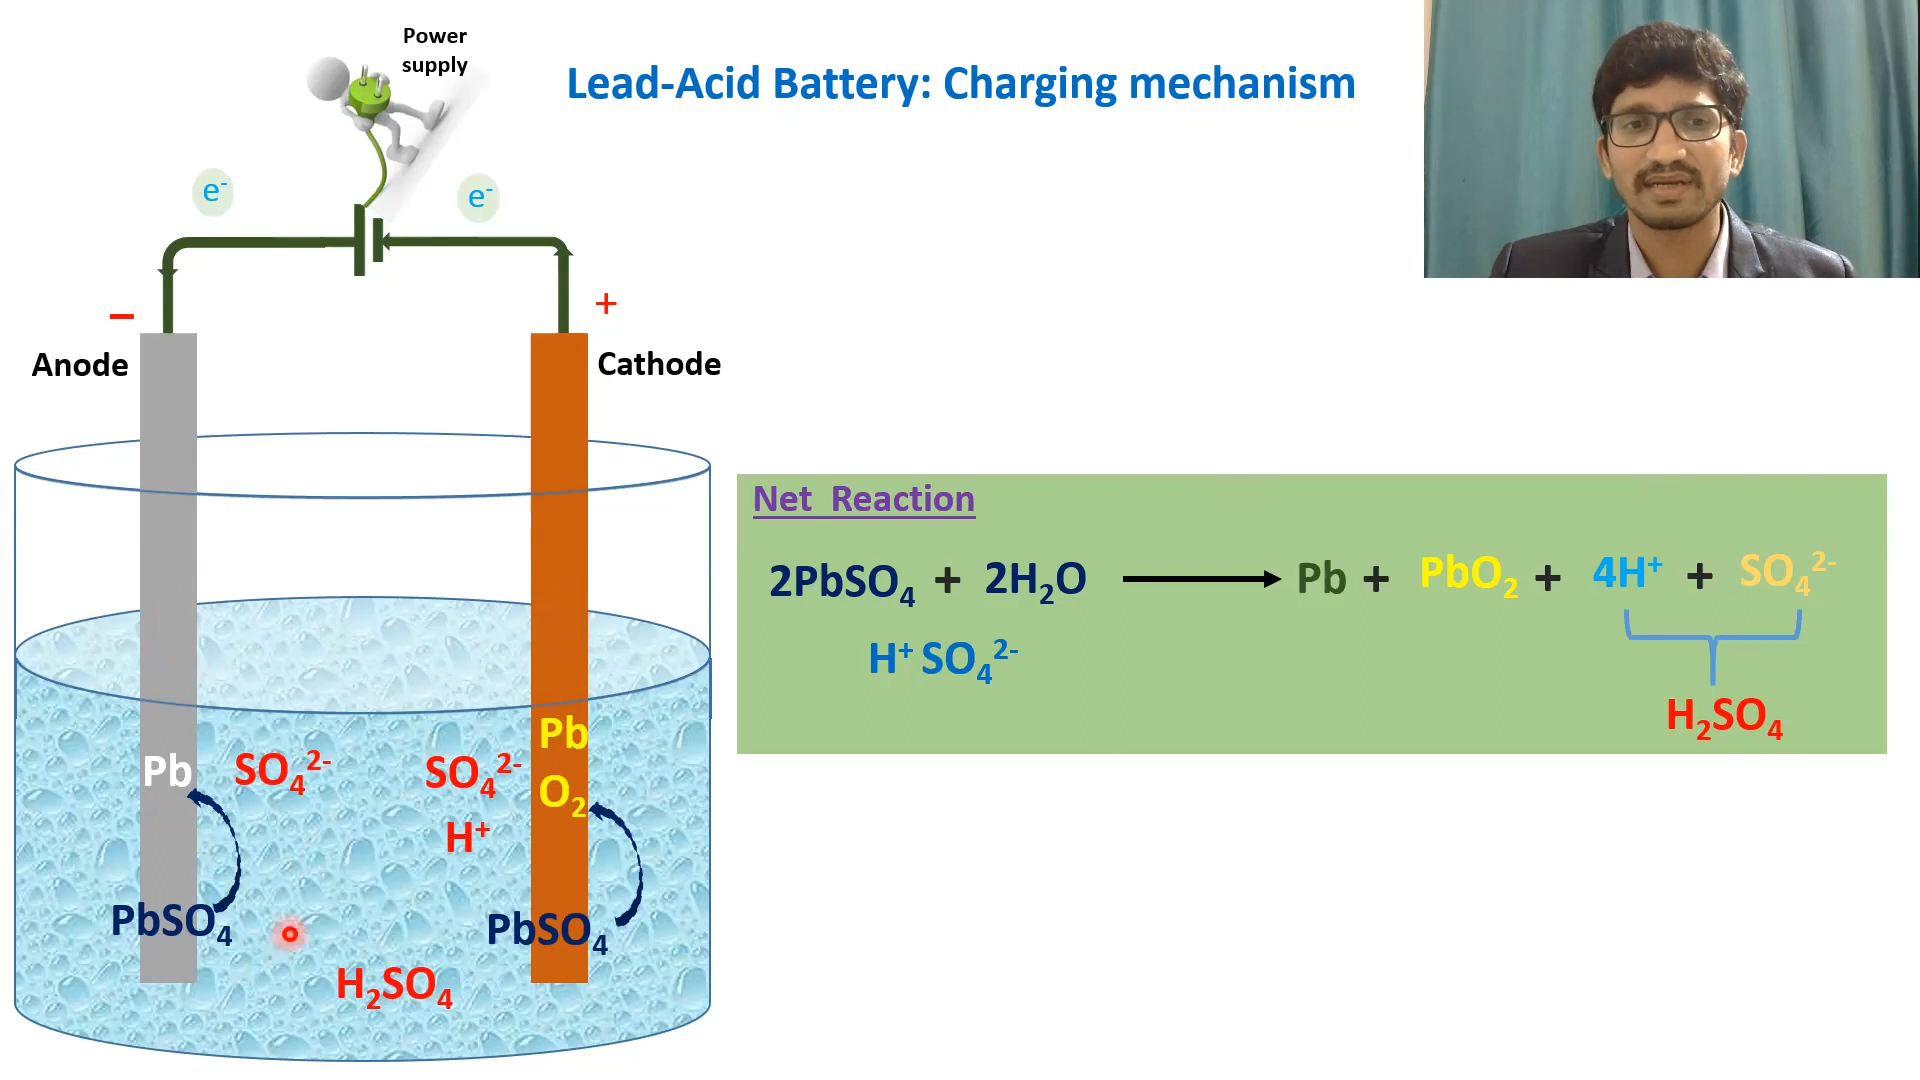 Power
supply
Lead-Acid Battery: Charging mechanism
e⁻
e⁻
−
+
Anode
Cathode
Net Reaction
2PbSO₄ + 2H₂O → Pb + PbO₂ + 4H⁺ + SO₄²⁻
H⁺ SO₄²⁻
H₂SO₄
Pb
SO₄²⁻
SO₄²⁻
Pb
O₂
H⁺
PbSO₄
PbSO₄
H₂SO₄